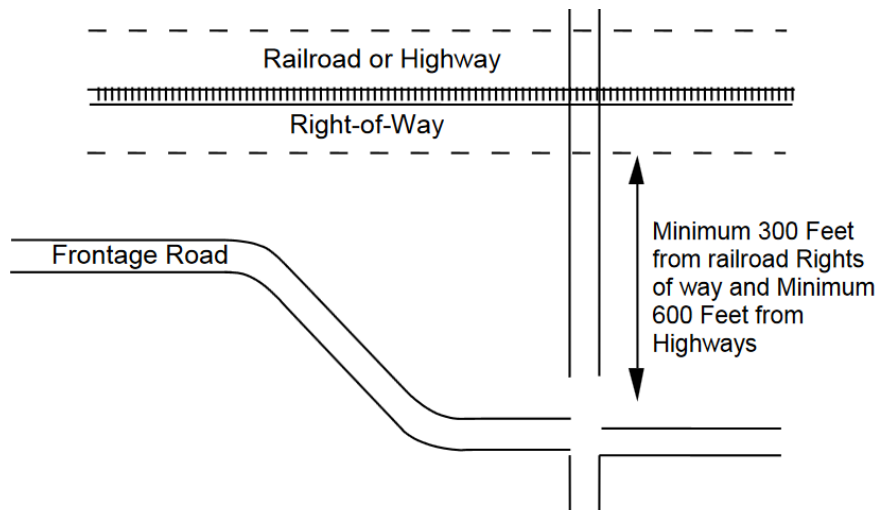 Railroad or Highway
Right-of-Way
Frontage Road
Minimum 300 Feet
from railroad Rights
of way and Minimum
600 Feet from
Highways